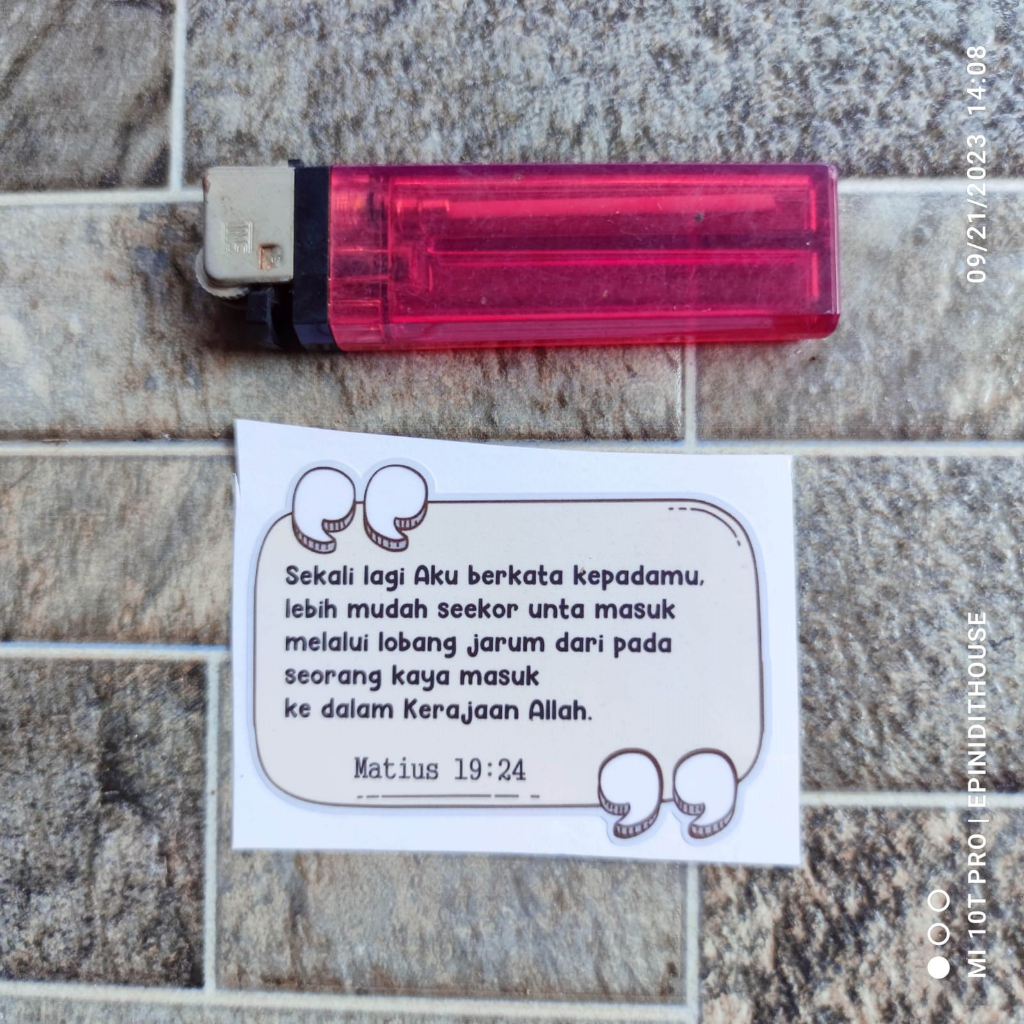 Sekali lagi Aku berkata kepadamu,
lebih mudah seekor unta masuk
melalui lobang jarum dari pada
seorang kaya masuk
ke dalam Kerajaan Allah.
Matius 19:24
09/21/2023 14:08
MI 10T PRO | EPINIDITHOUSE